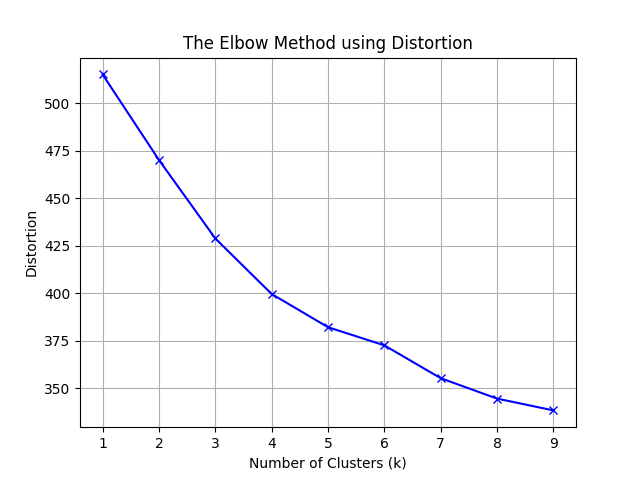 The Elbow Method using Distortion
500
475
450
425
400
375
350
Distortion
1 2 3 4 5 6 7 8 9
Number of Clusters (k)